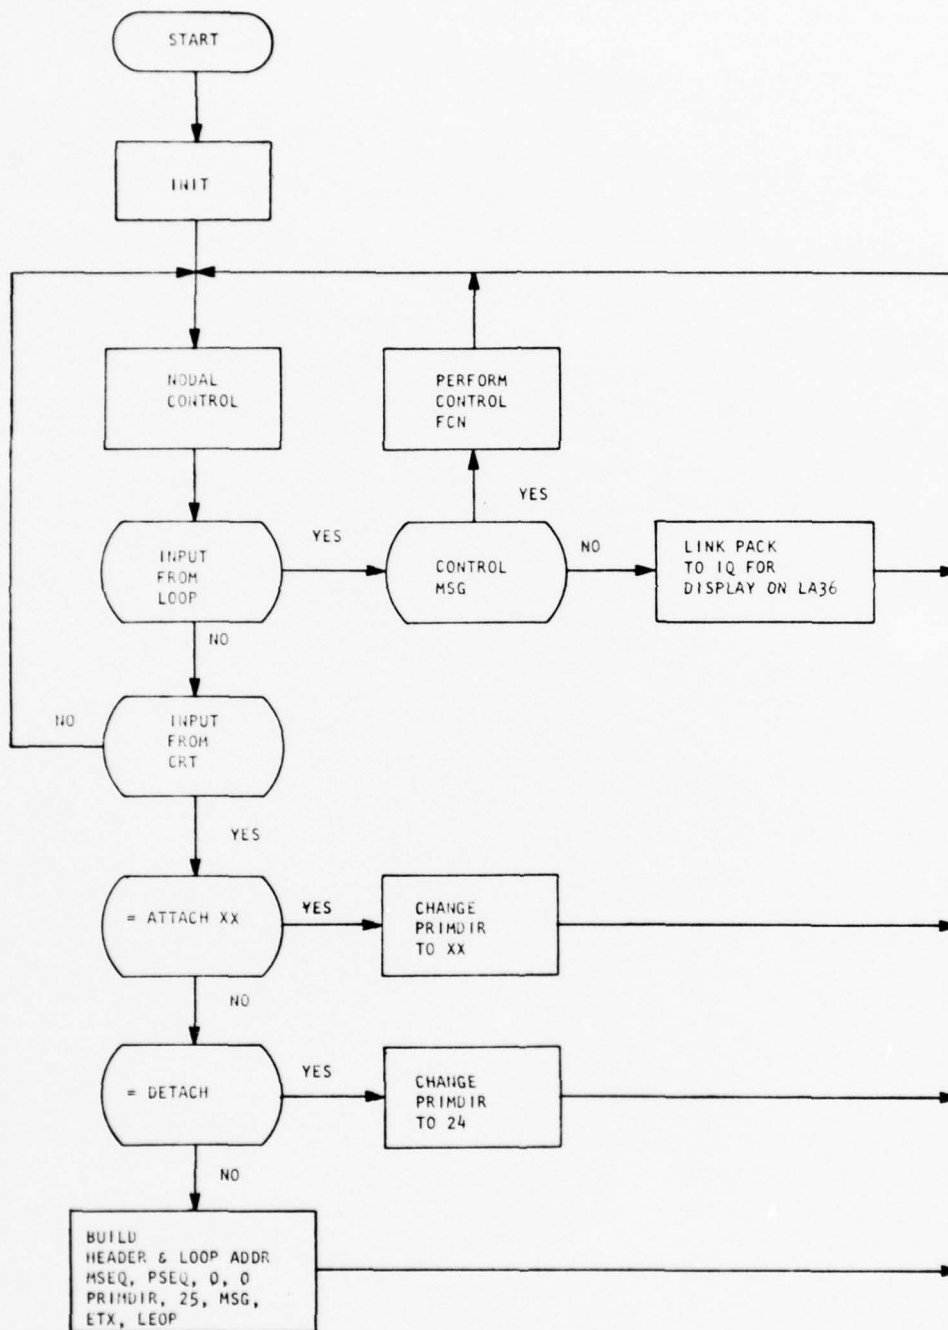 START
INIT
NODAL
CONTROL
PERFORM
CONTROL
FCN
YES
INPUT
FROM
LOOP
YES
CONTROL
MSG
NO
LINK PACK
TO IQ FOR
DISPLAY ON LA36
NO
NO
INPUT
FROM
CRT
YES
= ATTACH XX
YES
CHANGE
PRIMDIR
TO XX
NO
= DETACH
YES
CHANGE
PRIMDIR
TO 24
NO
BUILD
HEADER & LOOP ADDR
MSEQ, PSEQ, 0, 0
PRIMDIR, 25, MSG,
ETX, LEOP